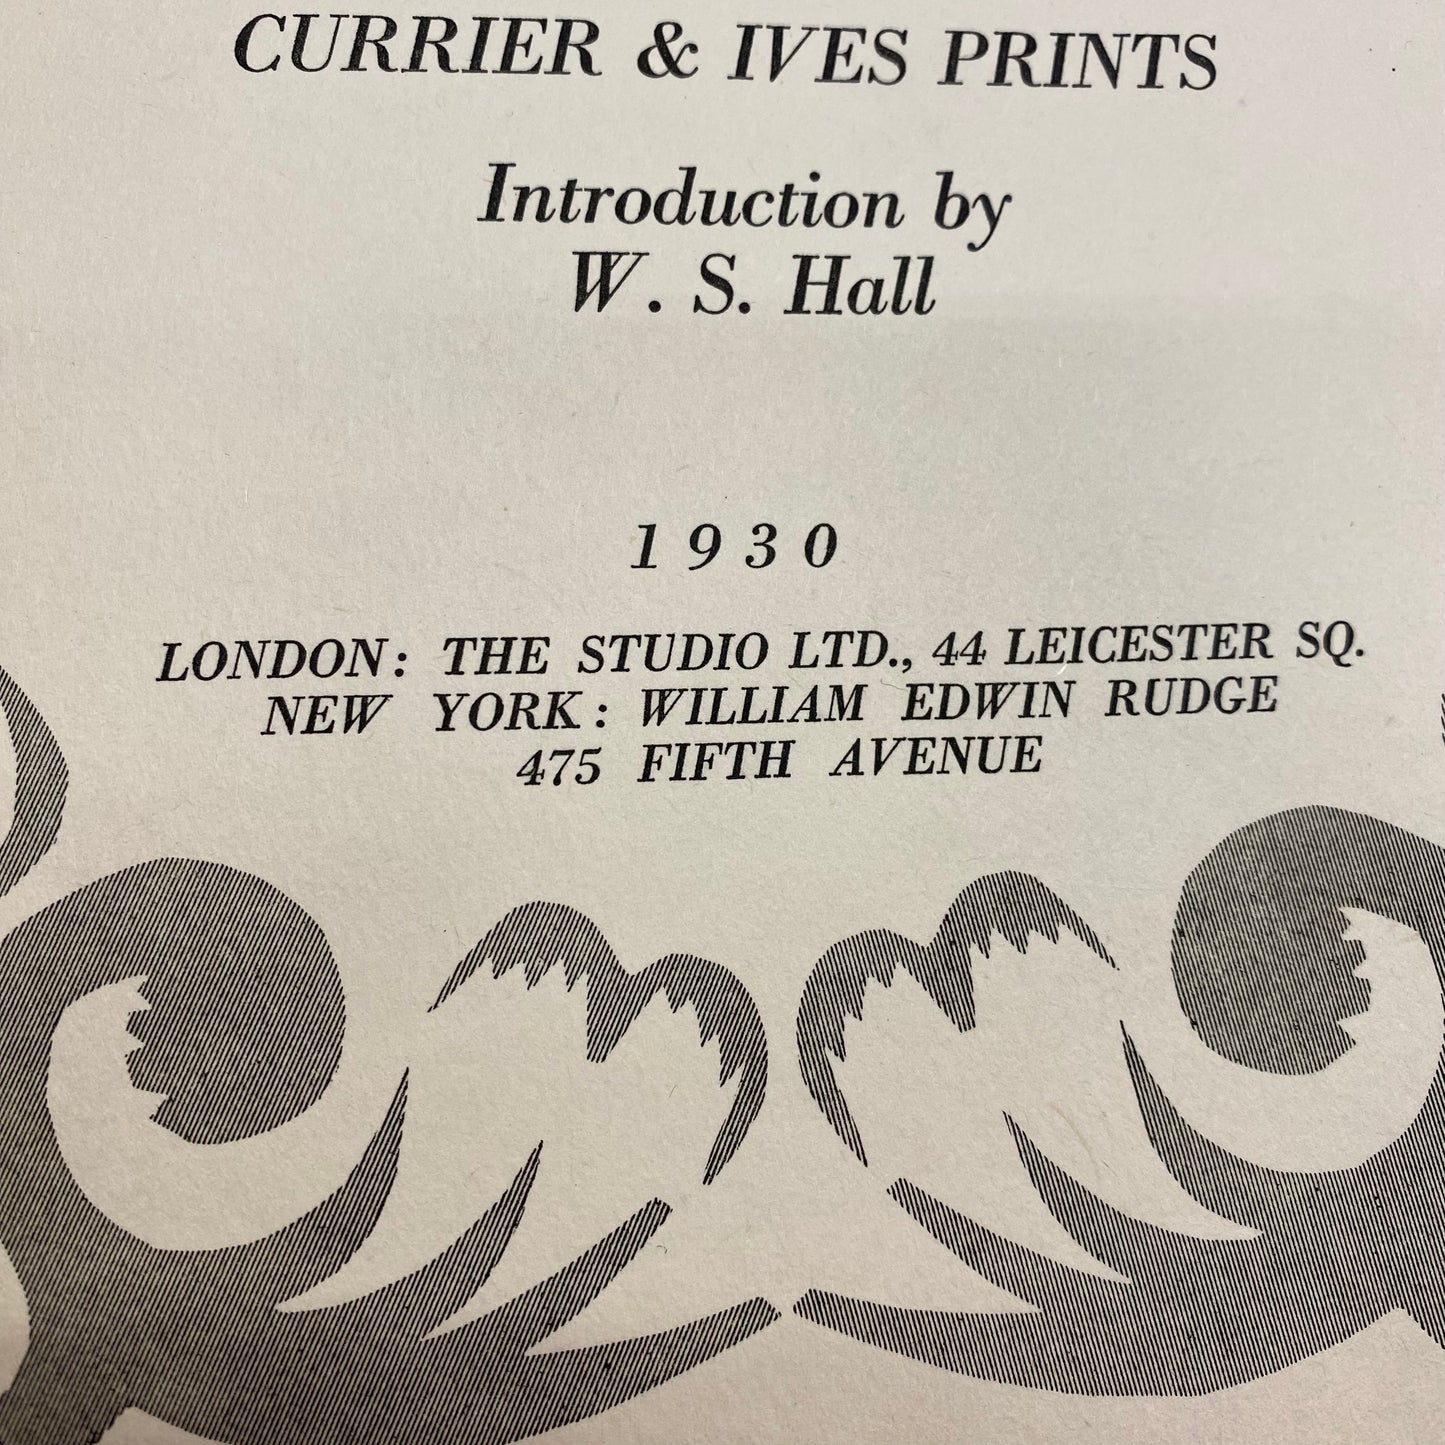 CURRIER & IVES PRINTS
Introduction by
W. S. Hall
1930
LONDON: THE STUDIO LTD., 44 LEICESTER SQ.
NEW YORK: WILLIAM EDWIN RUDGE
475 FIFTH AVENUE